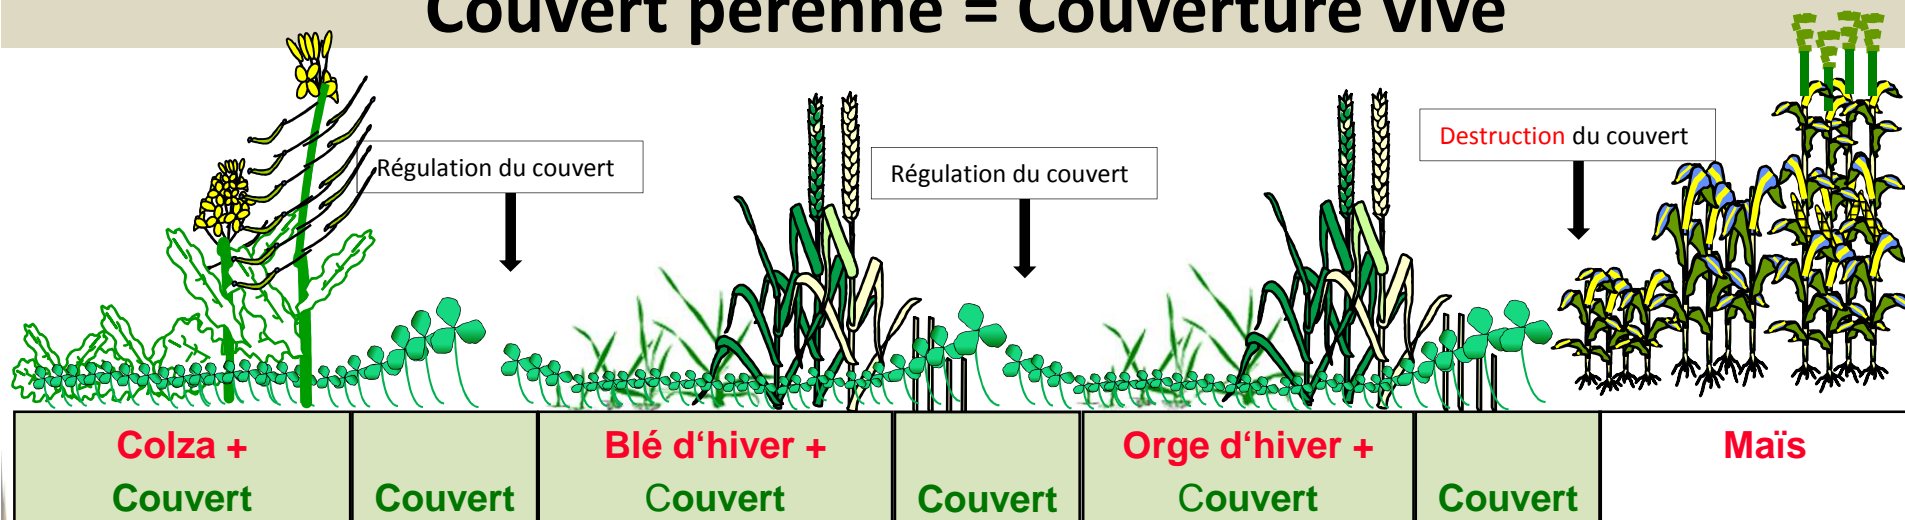 Couvert pérenne = Couverture vive
Régulation du couvert
Régulation du couvert
Destruction du couvert
Colza +
Couvert
Couvert
Blé d‘hiver +
Couvert
Couvert
Orge d‘hiver +
Couvert
Couvert
Maïs